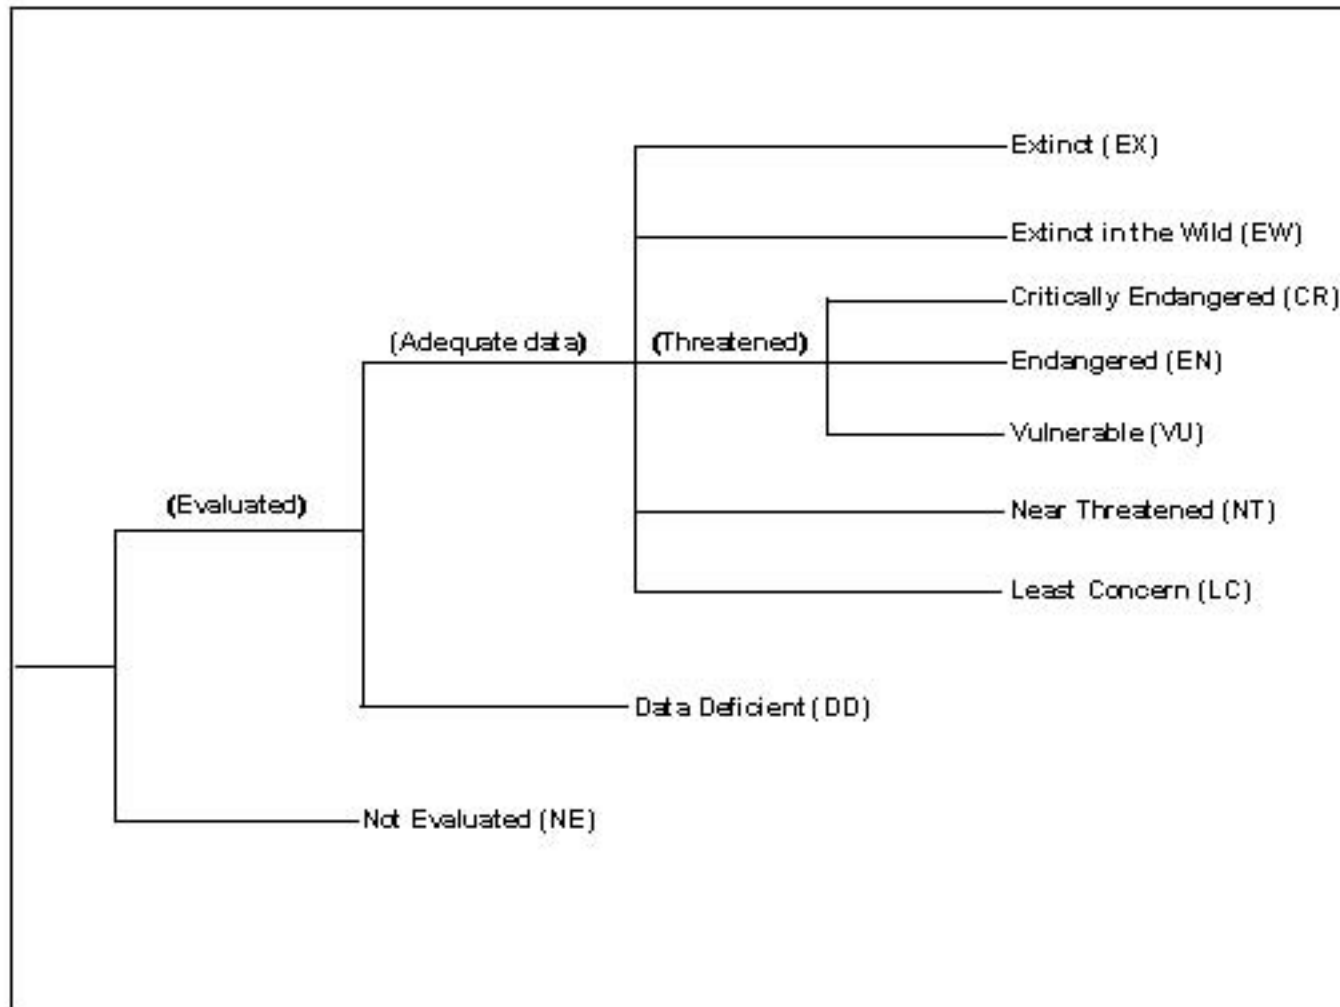 Extinct (EX)
Extinct in the Wild (EW)
Critically Endangered (CR)
(Adequate data)
(Threatened)
Endangered (EN)
Vulnerable (VU)
(Evaluated)
Near Threatened (NT)
Least Concern (LC)
Data Deficient (DD)
Not Evaluated (NE)